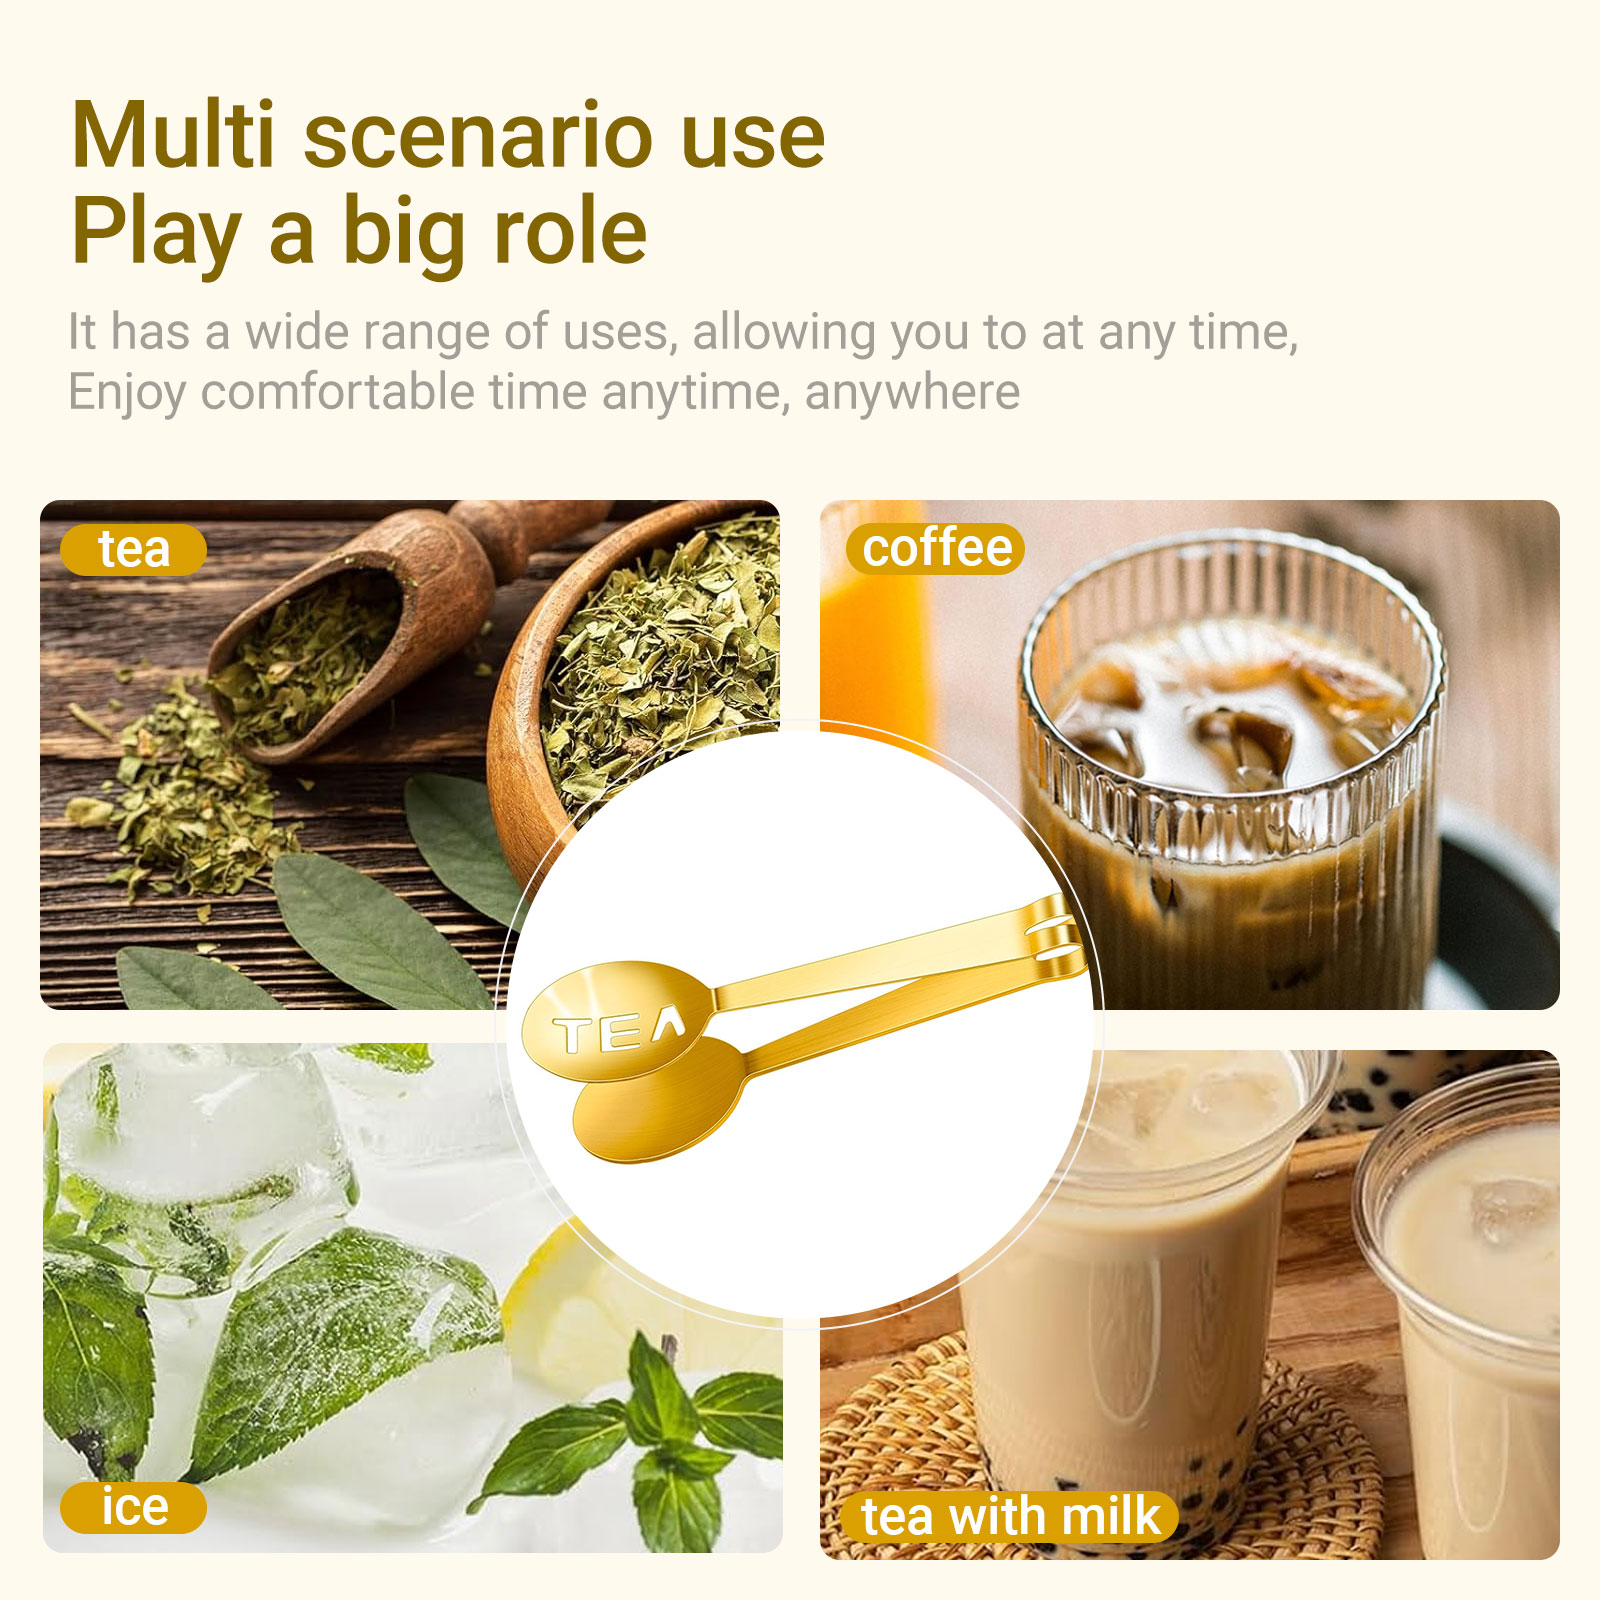 Multi scenario use
Play a big role
It has a wide range of uses, allowing you to at any time,
Enjoy comfortable time anytime, anywhere
tea
coffee
TEA
ice
tea with milk